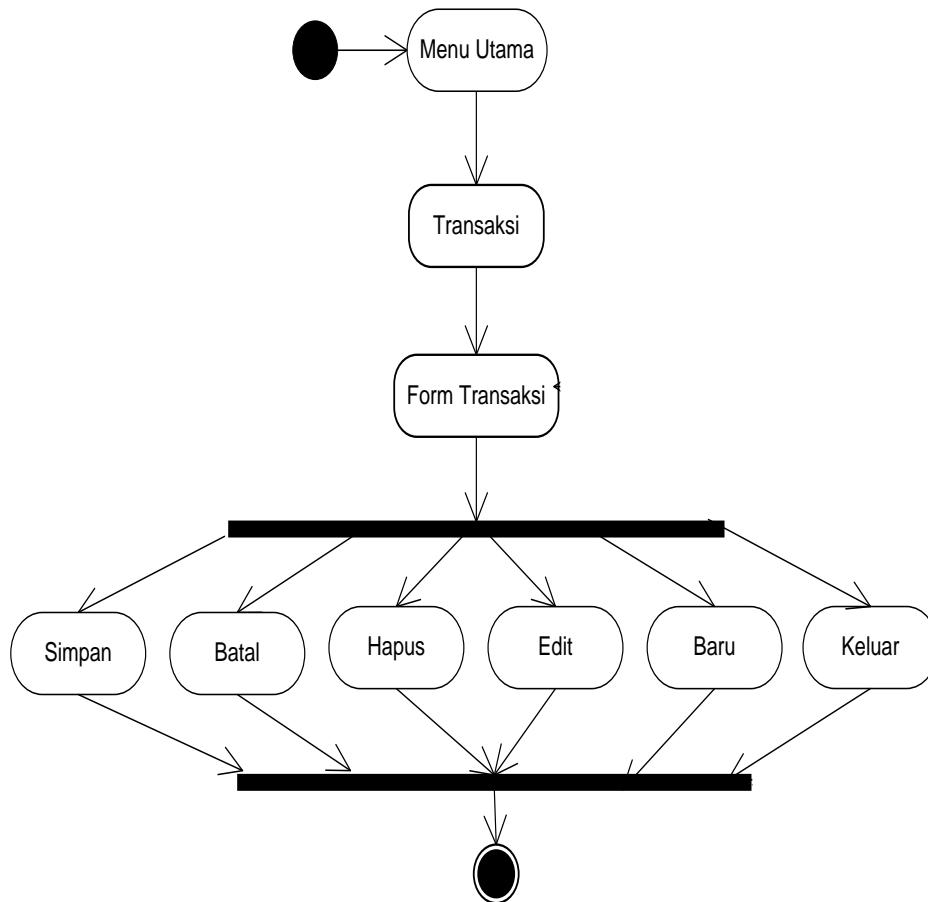 Menu Utama
Transaksi
Form Transaksi
Simpan
Batal
Hapus
Edit
Baru
Keluar